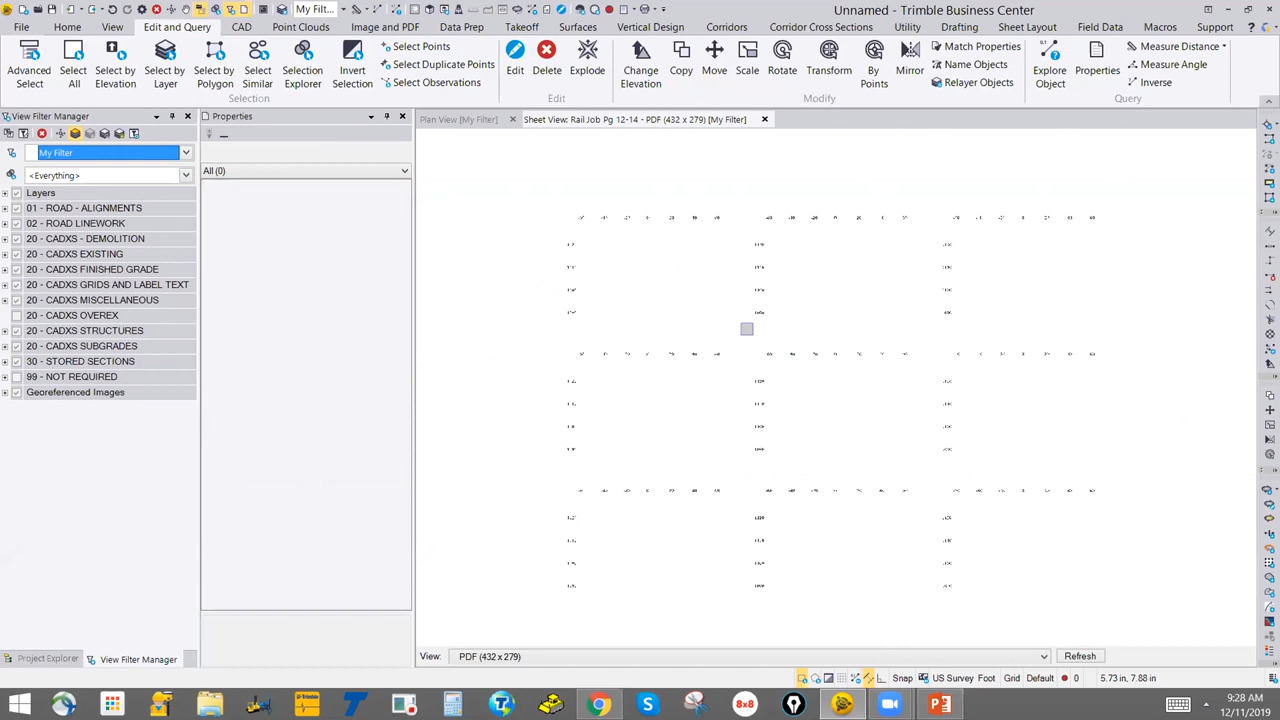 My Filt...
Unnamed - Trimble Business Center
File
Home
View
Edit and Query
CAD
Point Clouds
Image and PDF
Data Prep
Takeoff
Surfaces
Vertical Design
Corridors
Corridor Cross Sections
Utility
Drafting
Sheet Layout
Field Data
Macros
Support
Advanced Select
Select All
Select by Elevation
Select by Layer
Select by Polygon
Select Similar
Selection Explorer
Invert Selection
Select Points
Select Duplicate Points
Select Observations
Selection
Edit
Delete
Explode
Edit
Change Elevation
Copy
Move
Scale
Rotate
Transform
By Points
Mirror
Match Properties
Name Objects
Relayer Objects
Modify
Explore Object
Properties
Measure Distance
Measure Angle
Inverse
Query
View Filter Manager
My Filter
<Everything>
Layers
01 - ROAD - ALIGNMENTS
02 - ROAD LINEWORK
20 - CADXS - DEMOLITION
20 - CADXS EXISTING
20 - CADXS FINISHED GRADE
20 - CADXS GRIDS AND LABEL TEXT
20 - CADXS MISCELLANEOUS
20 - CADXS OVEREX
20 - CADXS STRUCTURES
20 - CADXS SUBGRADES
30 - STORED SECTIONS
99 - NOT REQUIRED
Georeferenced Images
Project Explorer
View Filter Manager
Properties
All (0)
Plan View [My Filter]
Sheet View: Rail Job Pg 12-14 - PDF (432 x 279) [My Filter]
View:
PDF (432 x 279)
Refresh
Snap
US Survey
Foot
Grid
Default
0
5.73 in, 7.88 in
8x8
9:28 AM
12/11/2019